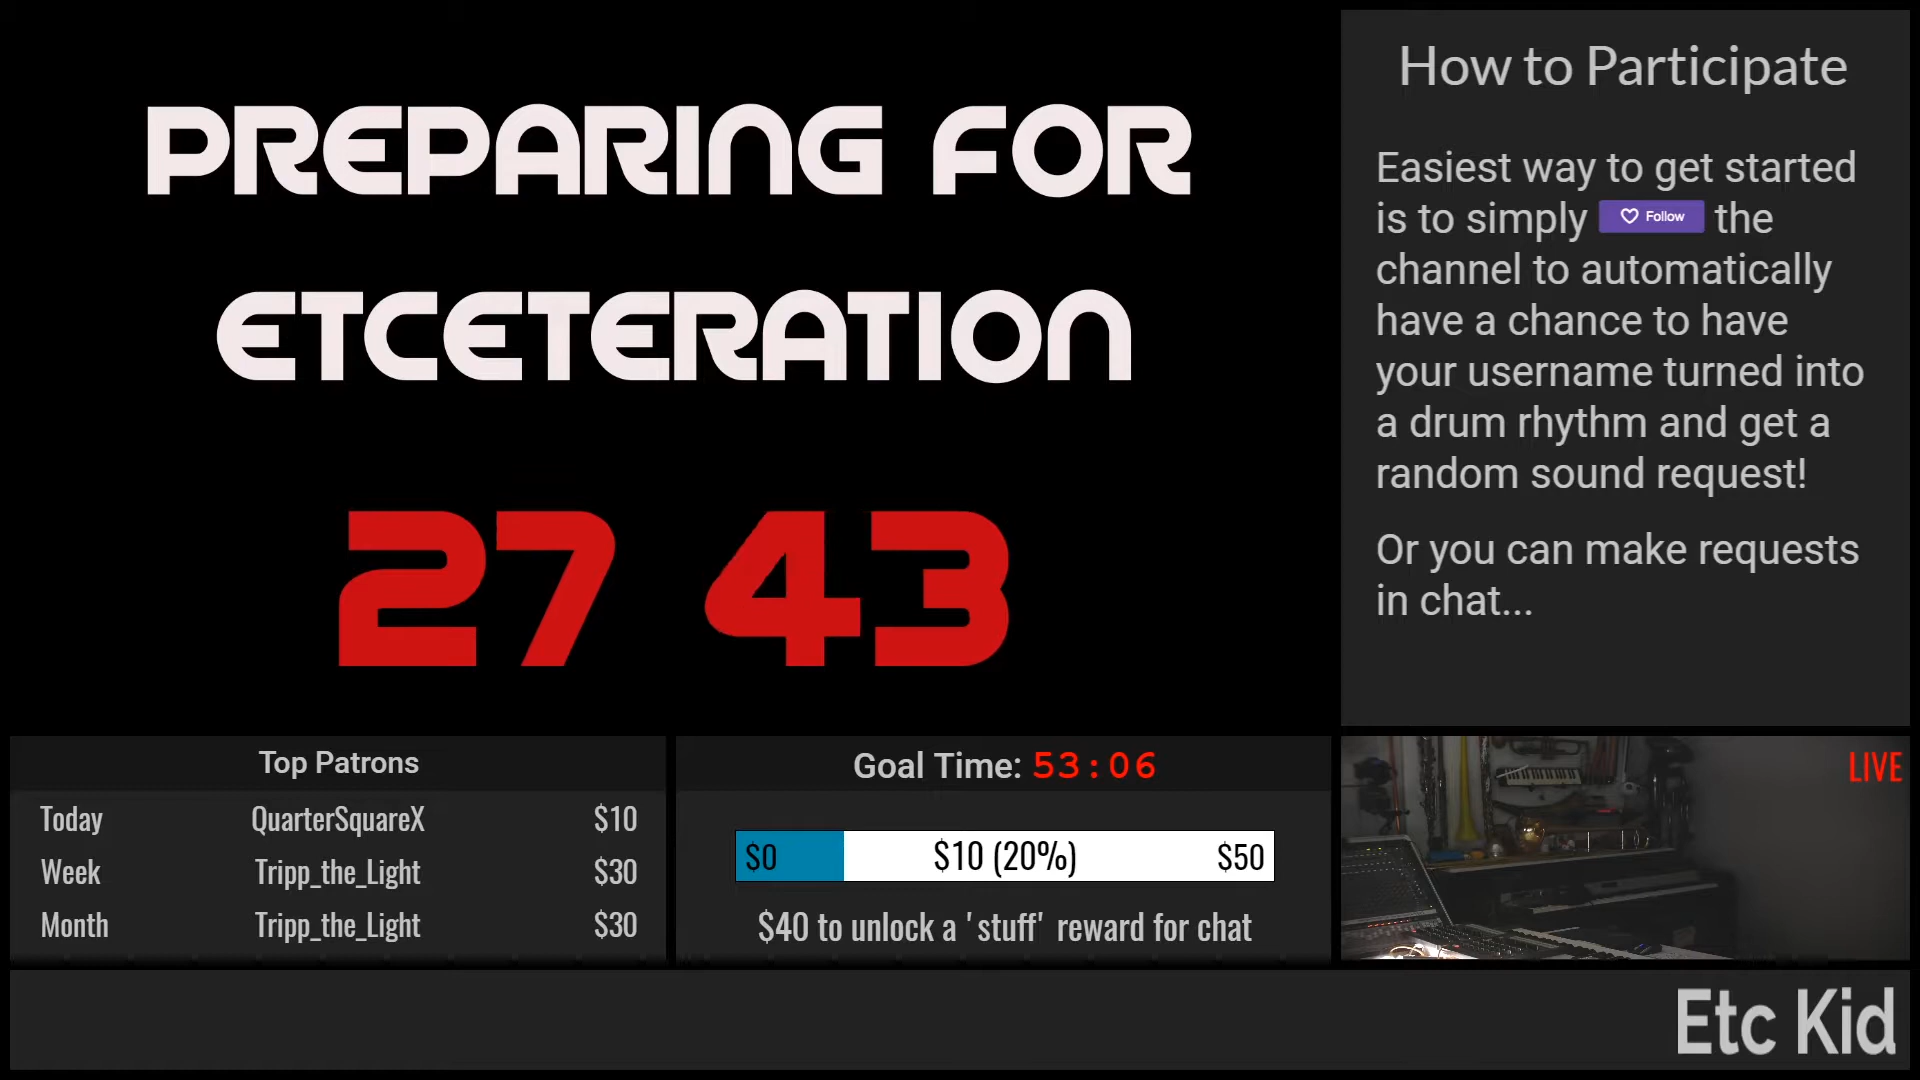 PREPARING FOR
ETCETERATION
27 43
How to Participate
Easiest way to get started
is to simply Follow the
channel to automatically
have a chance to have
your username turned into
a drum rhythm and get a
random sound request!
Or you can make requests
in chat...
Top Patrons
Today QuarterSquareX $10
Week Tripp_the_Light $30
Month Tripp_the_Light $30
Goal Time: 53:06
$0 $10 (20%) $50
$40 to unlock a 'stuff' reward for chat
LIVE
Etc Kid